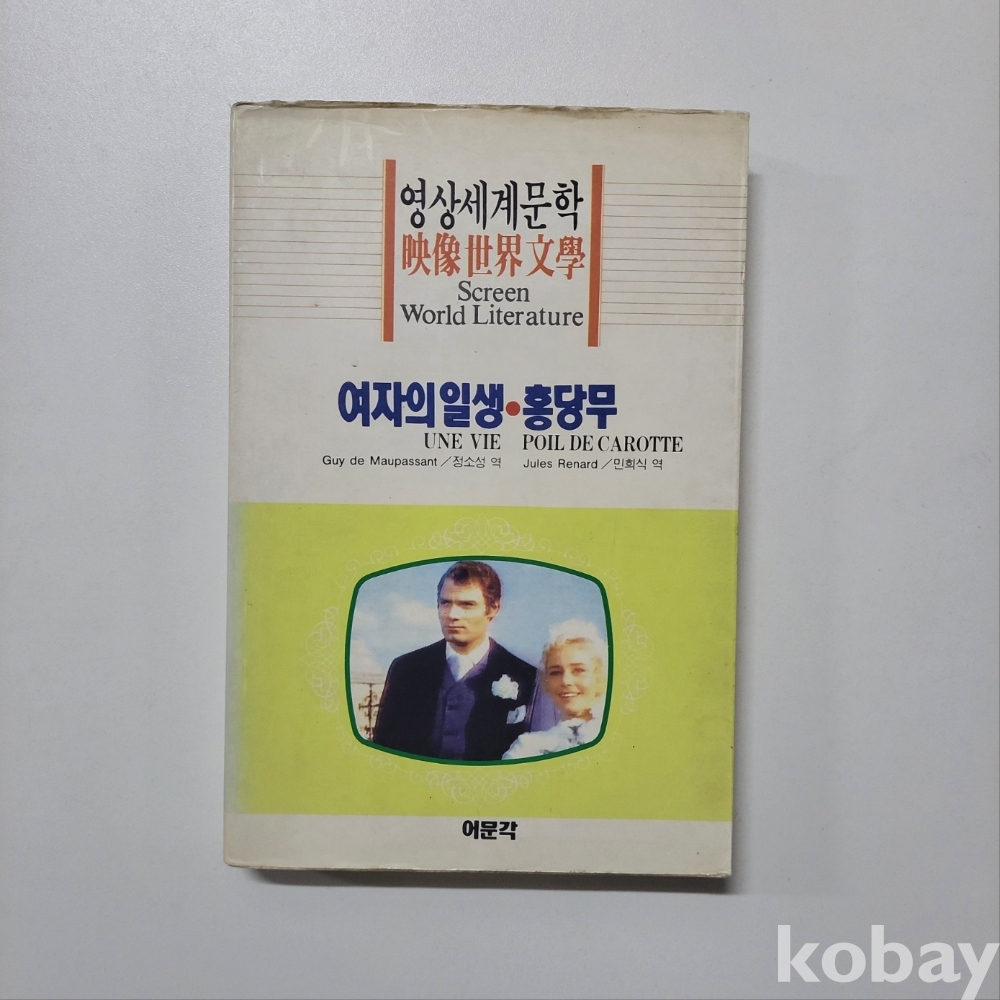 영상세계문학
映像世界文學
Screen
World Literature
여자의일생•홍당무
UNE VIE POIL DE CAROTTE
Guy de Maupassant／정소성 역 Jules Renard／민희식 역
어문각
kobay